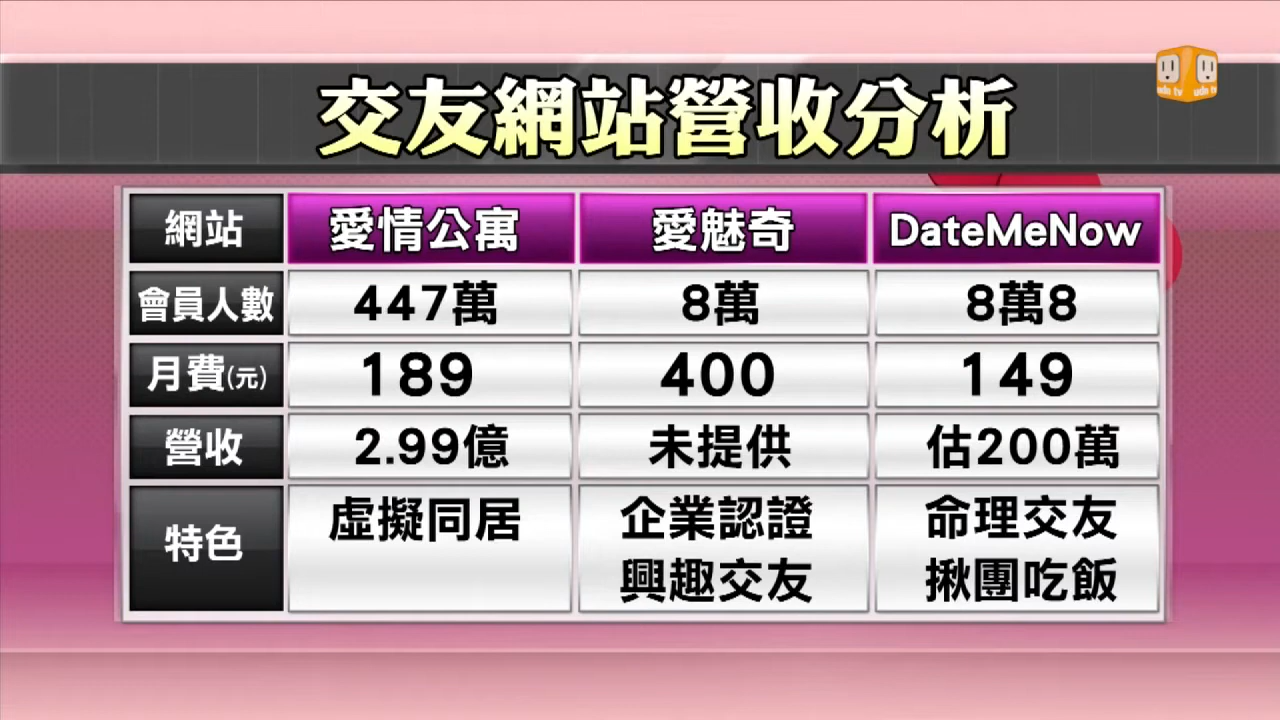 交友網站營收分析
udn tv udn tv
網站 愛情公寓 愛魅奇 DateMeNow
會員人數 447萬 8萬 8萬8
月費(元) 189 400 149
營收 2.99億 未提供 估200萬
特色 虛擬同居 企業認證 命理交友
興趣交友 揪團吃飯